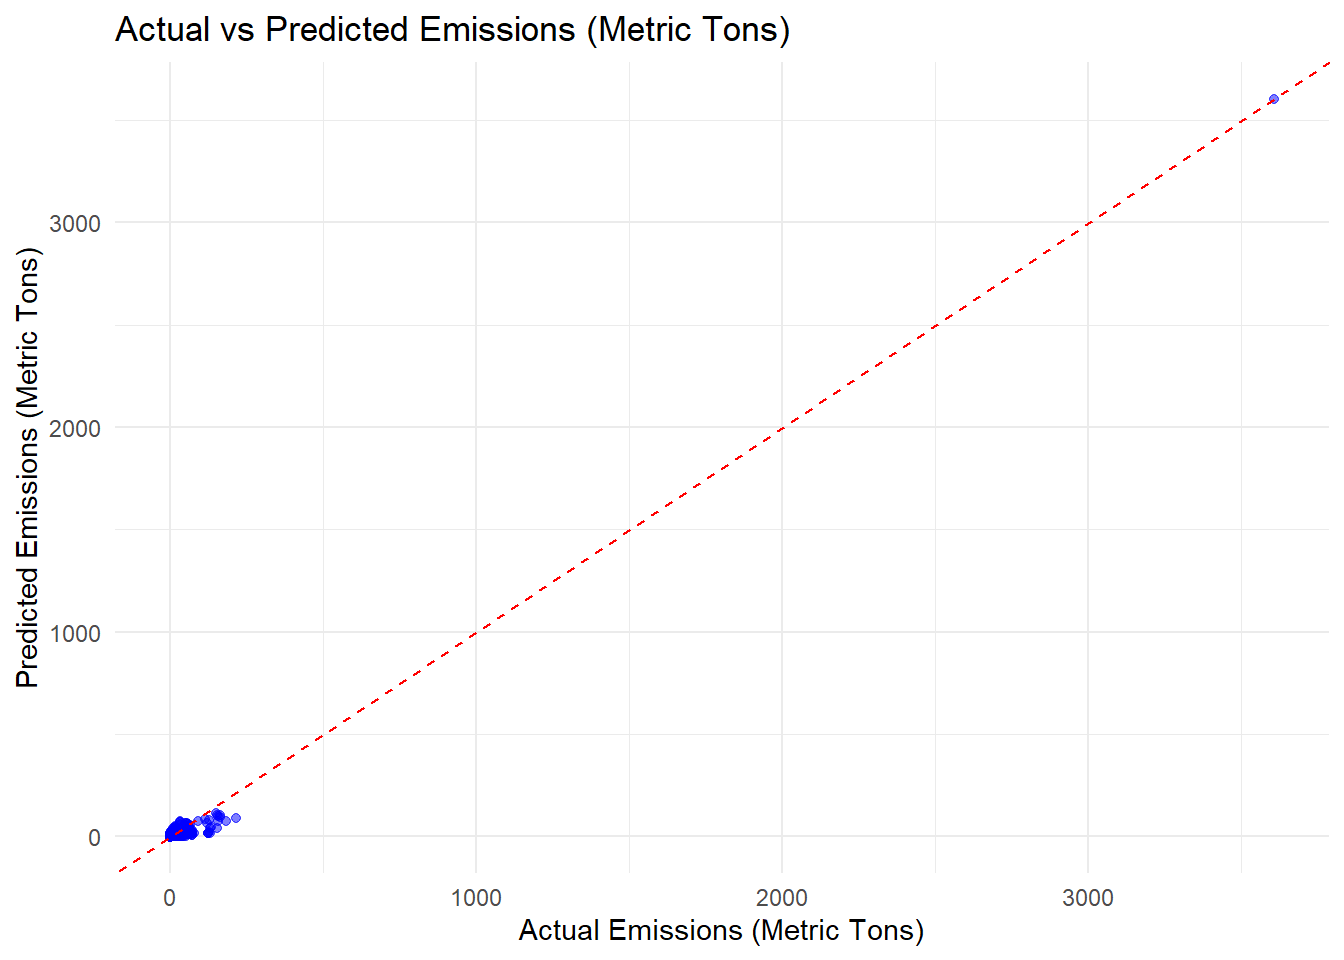 Actual vs Predicted Emissions (Metric Tons)
Predicted Emissions (Metric Tons)
3000
2000
1000
0
0 1000 2000 3000
Actual Emissions (Metric Tons)